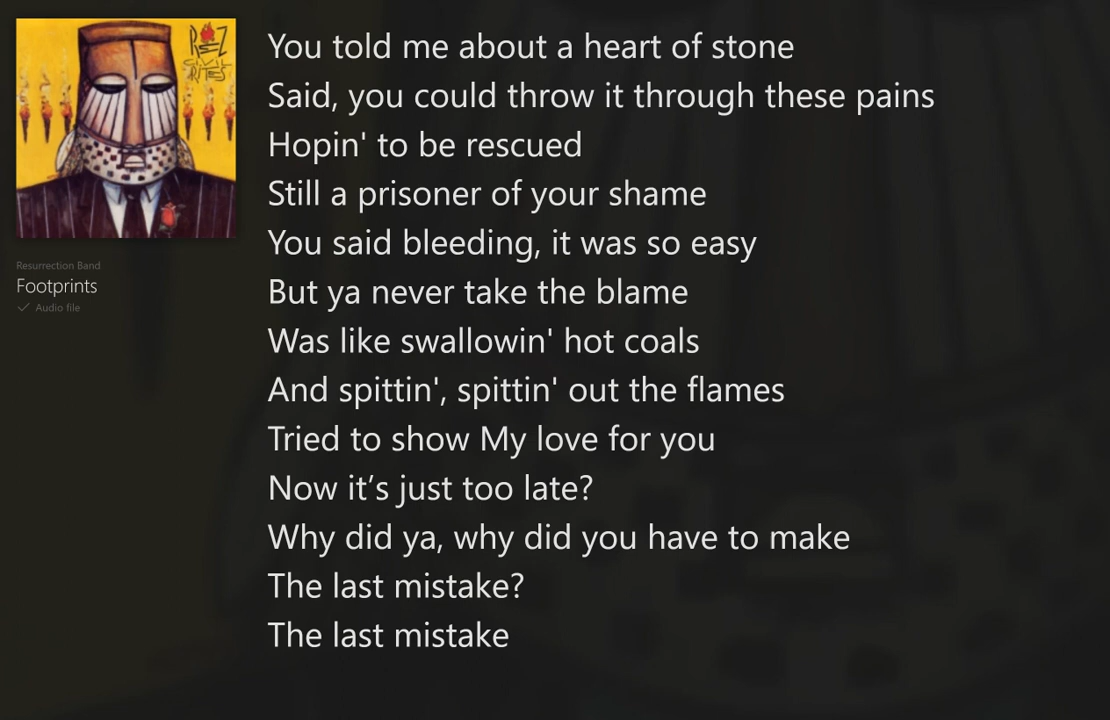 REZ
CIVIL
RITES
Resurrection Band
Footprints
Audio file
You told me about a heart of stone
Said, you could throw it through these pains
Hopin' to be rescued
Still a prisoner of your shame
You said bleeding, it was so easy
But ya never take the blame
Was like swallowin' hot coals
And spittin', spittin' out the flames
Tried to show My love for you
Now it’s just too late?
Why did ya, why did you have to make
The last mistake?
The last mistake